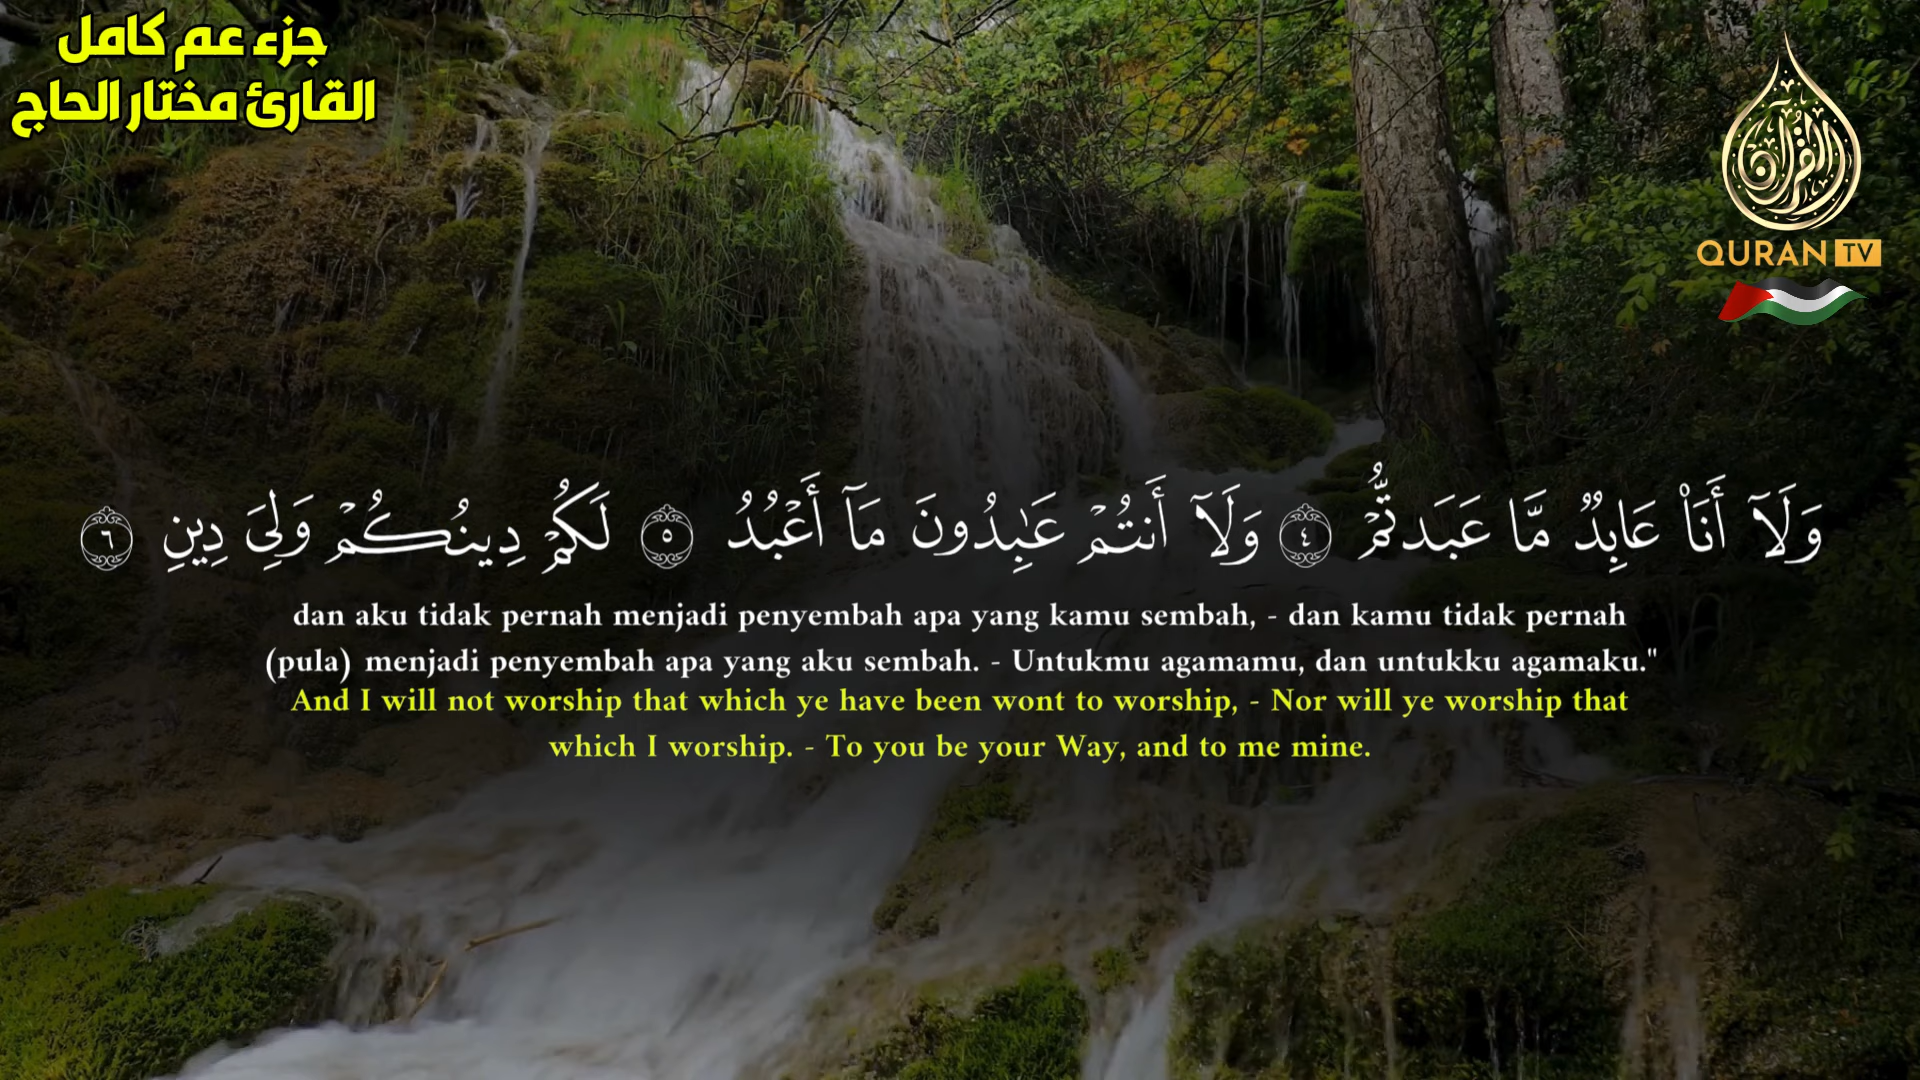 جزء عم كامل
القارئ مختار الحاج
القرآن
QURAN TV
وَلَآ أَنَا۠ عَابِدٌ مَّا عَبَدتُّمْ ٤ وَلَآ أَنتُمْ عَـٰبِدُونَ مَآ أَعْبُدُ ٥ لَكُمْ دِينُكُمْ وَلِىَ دِينِ ٦
dan aku tidak pernah menjadi penyembah apa yang kamu sembah, - dan kamu tidak pernah
(pula) menjadi penyembah apa yang aku sembah. - Untukmu agamamu, dan untukku agamaku."
And I will not worship that which ye have been wont to worship, - Nor will ye worship that
which I worship. - To you be your Way, and to me mine.